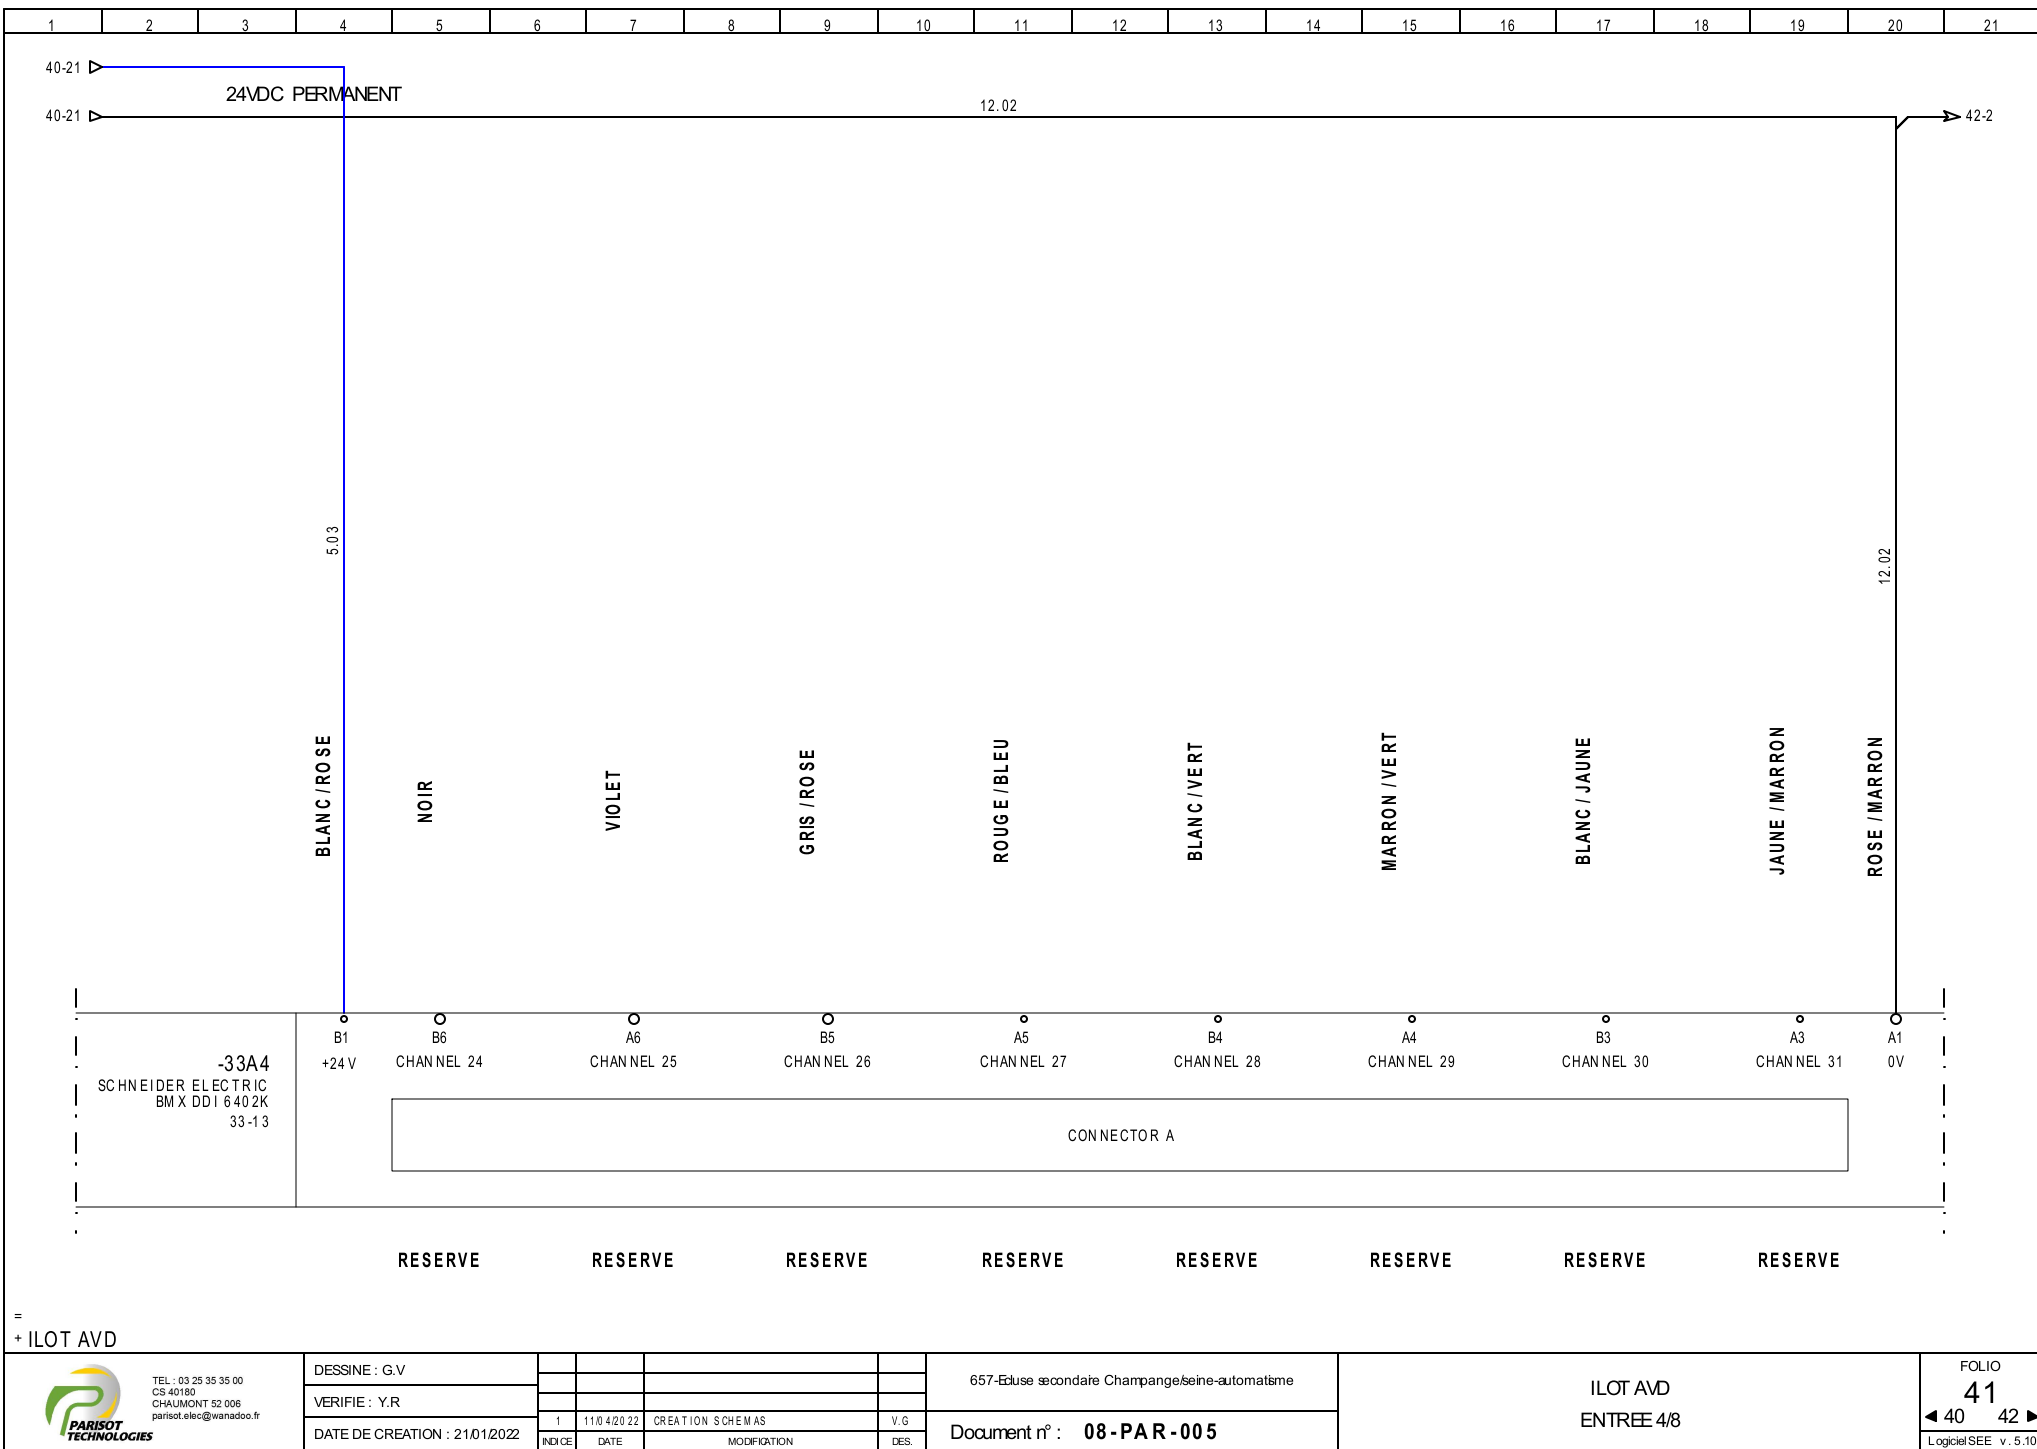 1 2 3 4 5 6 7 8 9 10 11 12 13 14 15 16 17 18 19 20 21
40-21
24VDC PERMANENT
40-21
12.02
42-2
5.03
12.02
BLANC/ROSE
NOIR
VIOLET
GRIS /ROSE
ROUGE/BLEU
BLANC/VERT
MARRON/VERT
BLANC/JAUNE
JAUNE /MARRON
ROSE /MARRON
B1 B6 A6 B5 A5 B4 A4 B3 A3 A1
+24V CHANNEL 24 CHANNEL 25 CHANNEL 26 CHANNEL 27 CHANNEL 28 CHANNEL 29 CHANNEL 30 CHANNEL 31 0V
-33A4
SCHNEIDER ELECTRIC
BMX DDI 6402K
33-13
CONNECTOR A
RESERVE RESERVE RESERVE RESERVE RESERVE RESERVE RESERVE RESERVE
=
+ ILOT AVD
PARISOT
TECHNOLOGIES
TEL : 03 25 35 35 00
CS 40180
CHAUMONT 52 006
parisot.elec@wanadoo.fr
DESSINE : G.V
VERIFIE : Y.R
DATE DE CREATION : 21/01/2022
1 11/04/2022 CREATION SCHEMAS V.G
INDICE DATE MODIFICATION DES.
657-Ecluse secondaire Champange/seine-automatisme
Document n° : 08-PAR-005
ILOT AVD
ENTREE 4/8
FOLIO
41
40 42
Logiciel SEE v. 5.10